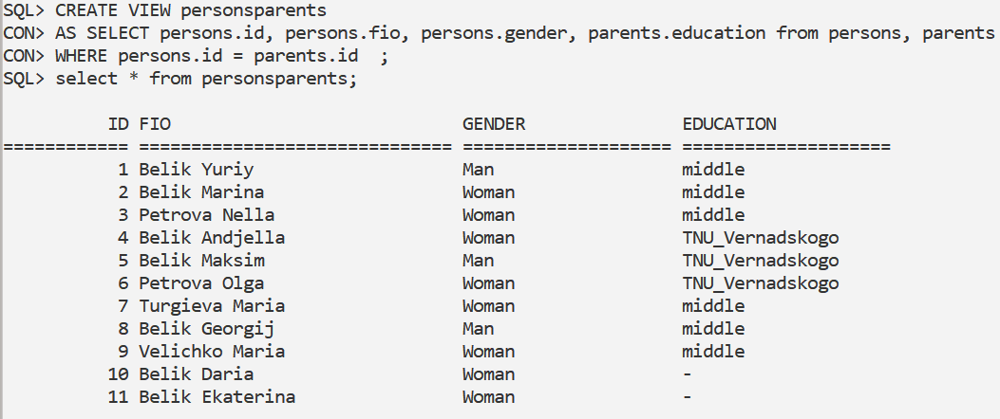 SQL> CREATE VIEW personsparents
CON> AS SELECT persons.id, persons.fio, persons.gender, parents.education from persons, parents
CON> WHERE persons.id = parents.id  ;
SQL> select * from personsparents;
          ID FIO                            GENDER               EDUCATION
============ ============================== ==================== ====================
           1 Belik Yuriy                    Man                  middle
           2 Belik Marina                   Woman                middle
           3 Petrova Nella                  Woman                middle
           4 Belik Andjella                 Woman                TNU_Vernadskogo
           5 Belik Maksim                   Man                  TNU_Vernadskogo
           6 Petrova Olga                   Woman                TNU_Vernadskogo
           7 Turgieva Maria                 Woman                middle
           8 Belik Georgij                  Man                  middle
           9 Velichko Maria                 Woman                middle
          10 Belik Daria                    Woman                -
          11 Belik Ekaterina                Woman                -